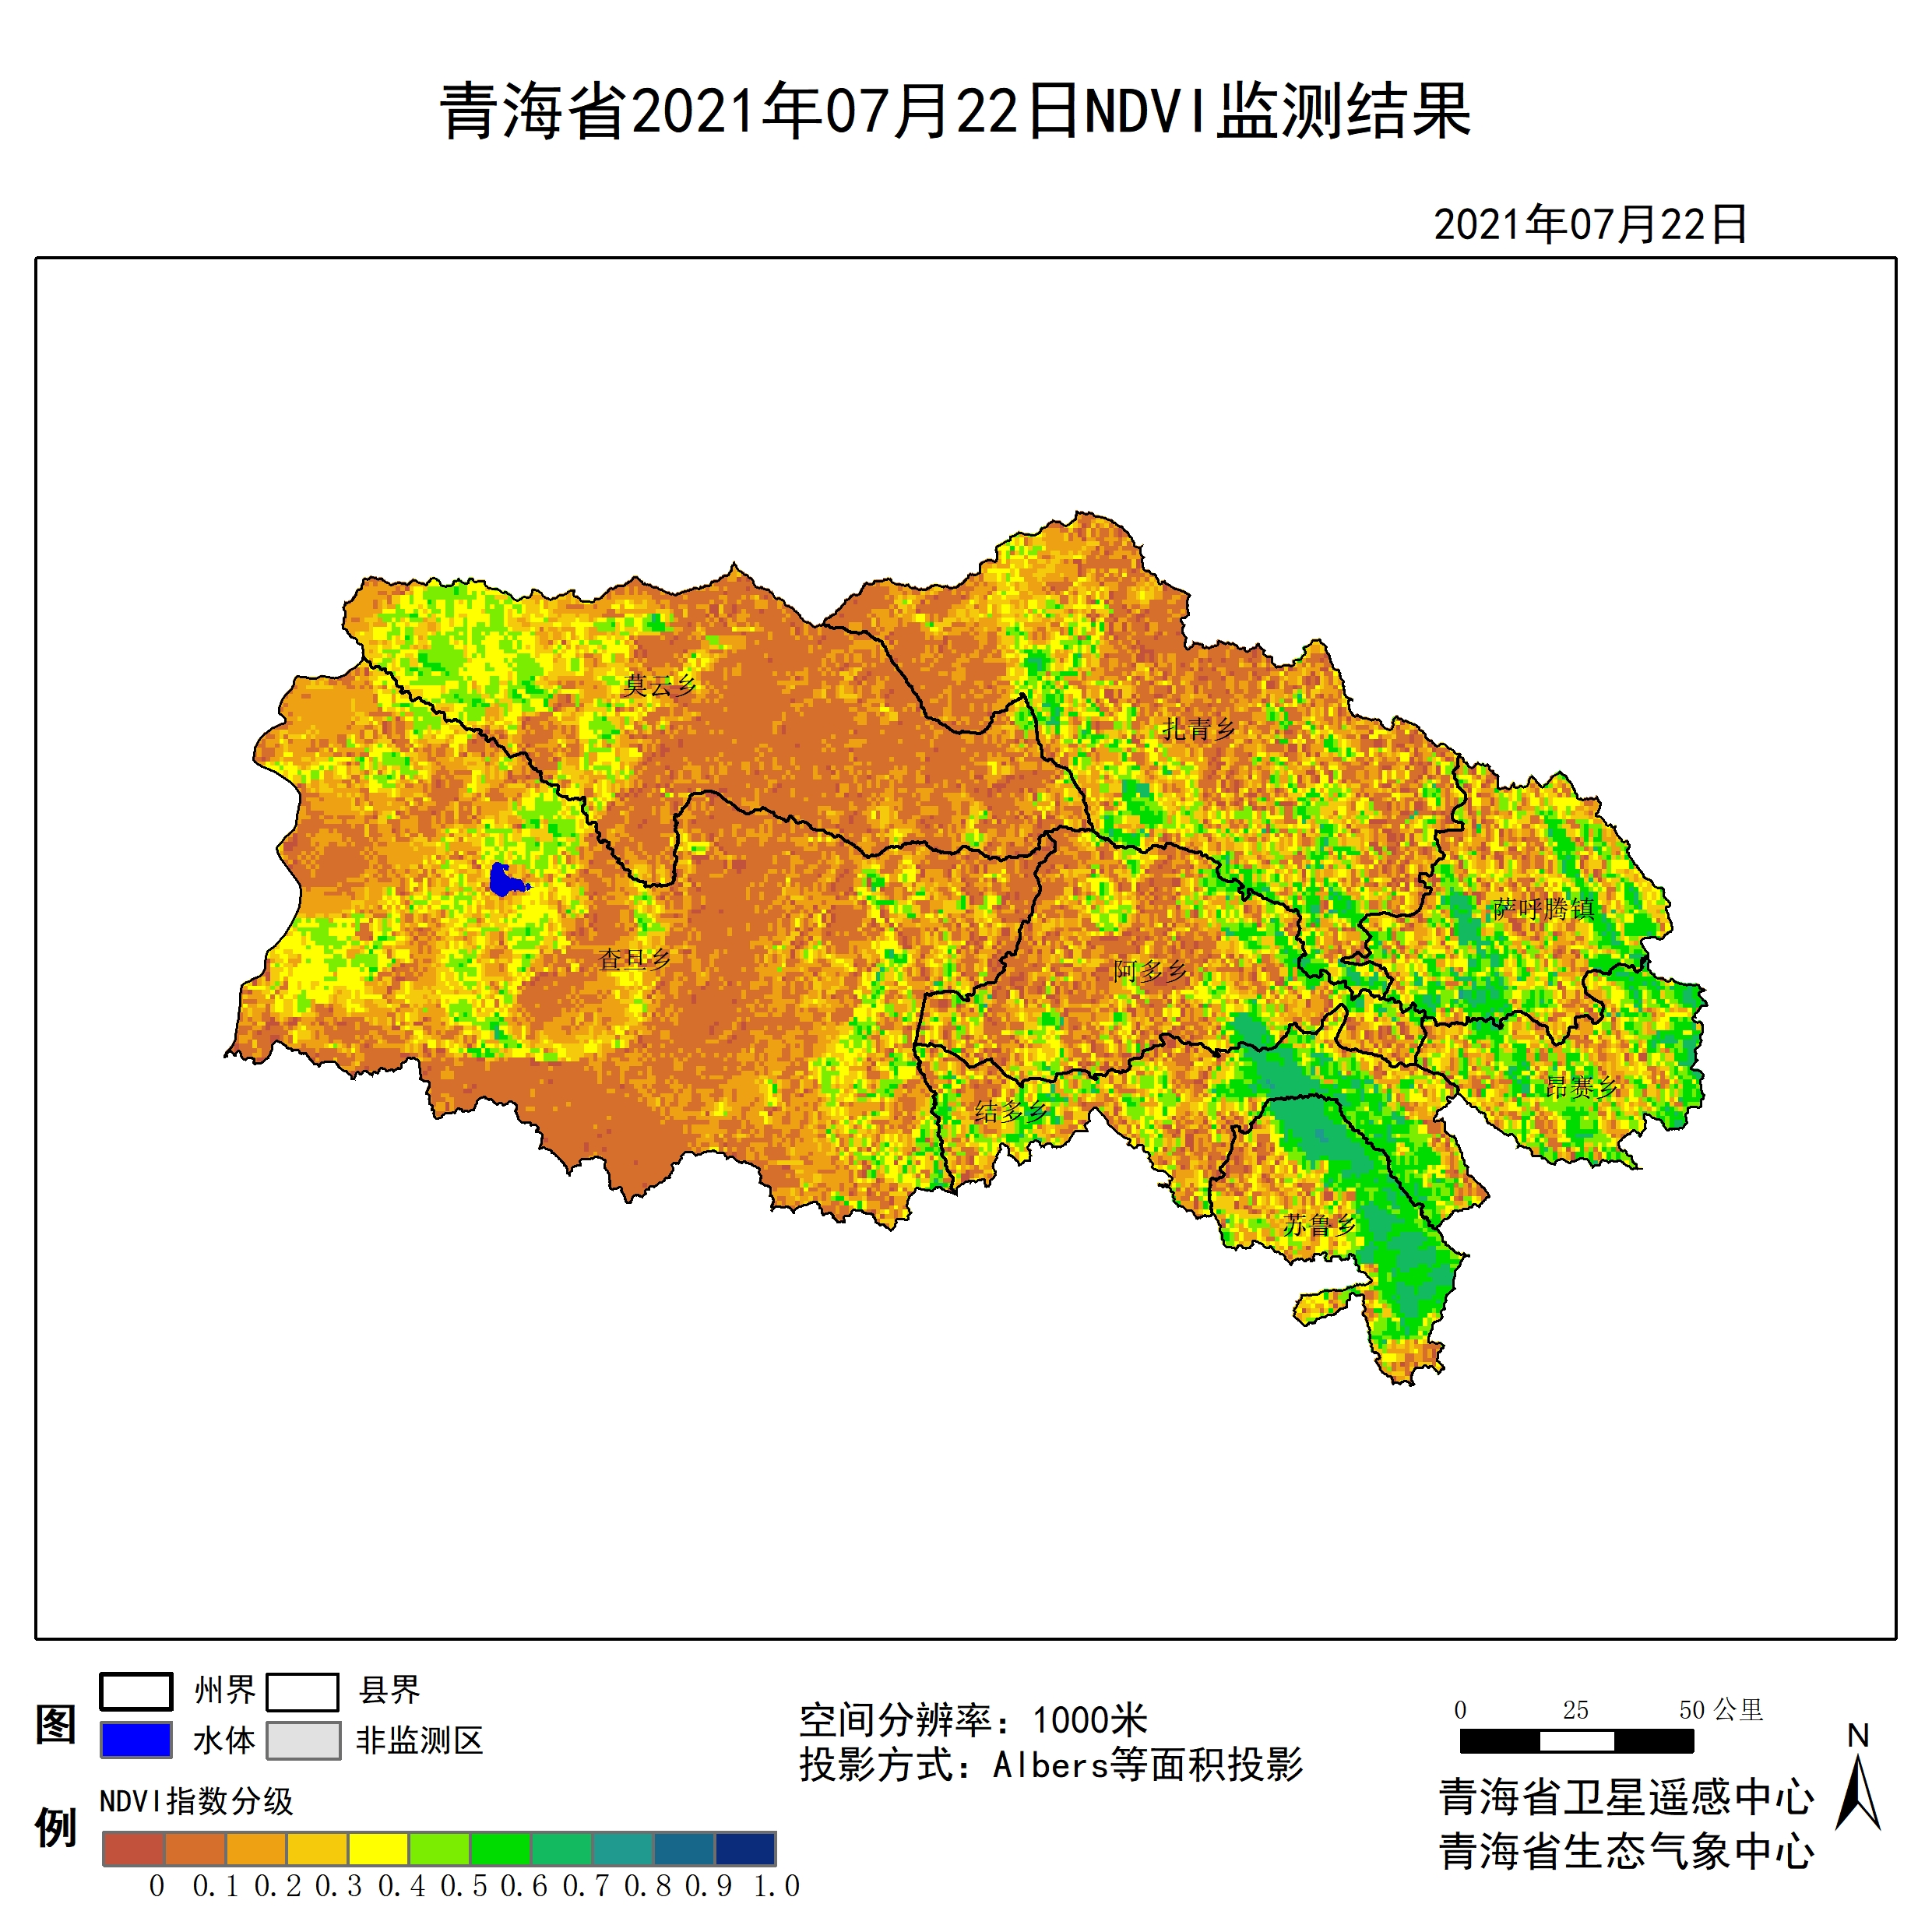 青海省2021年07月22日NDVI监测结果
2021年07月22日
莫云乡
扎青乡
萨呼腾镇
查旦乡
阿多乡
昂赛乡
结多乡
苏鲁乡
图例
州界 县界
水体 非监测区
NDVI指数分级
0 0.1 0.2 0.3 0.4 0.5 0.6 0.7 0.8 0.9 1.0
空间分辨率：1000米
投影方式：Albers等面积投影
0 25 50 公里
N
青海省卫星遥感中心
青海省生态气象中心